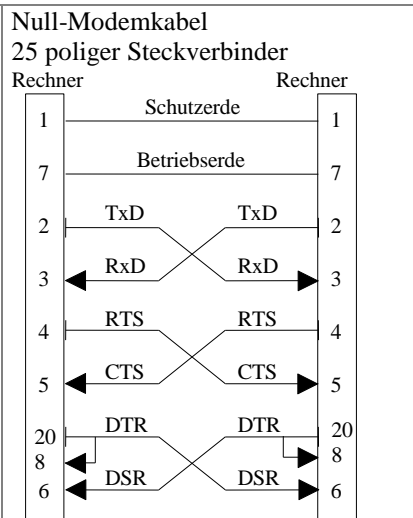 Null-Modemkabel
25 poliger Steckverbinder
Rechner Rechner
1 Schutzerde 1
7 Betriebserde 7
2 TxD TxD 2
3 RxD RxD 3
4 RTS RTS 4
5 CTS CTS 5
20 DTR DTR 20
8 8
6 DSR DSR 6